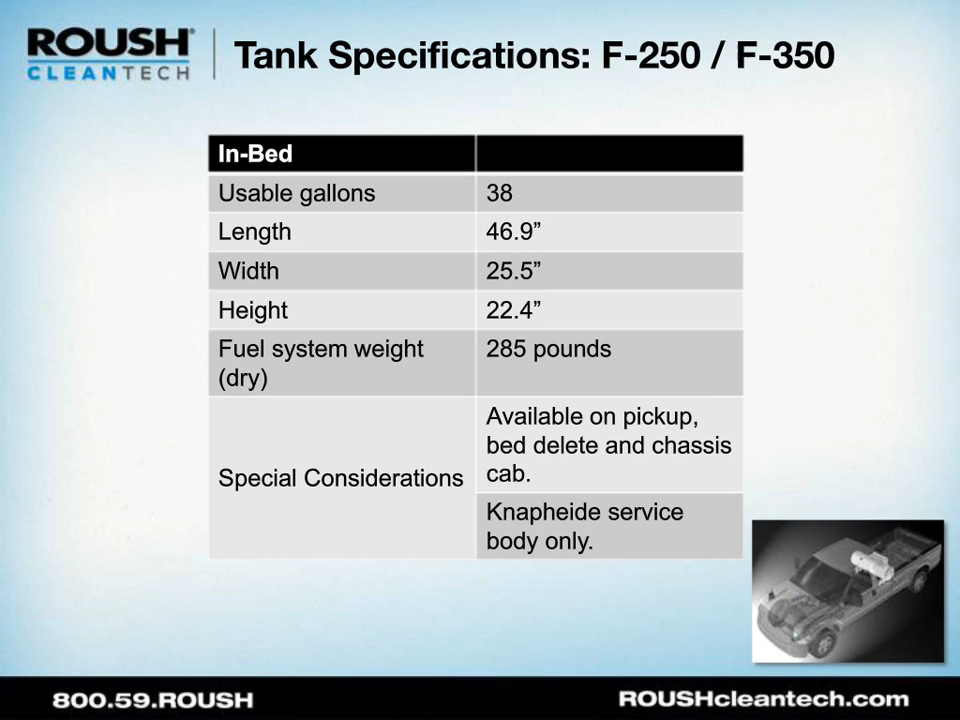 ROUSH®
CLEANTECH
Tank Specifications: F-250 / F-350
In-Bed
Usable gallons 38
Length 46.9”
Width 25.5”
Height 22.4”
Fuel system weight
(dry)
285 pounds
Special Considerations
Available on pickup,
bed delete and chassis
cab.
Knapheide service
body only.
800.59.ROUSH
ROUSHcleantech.com